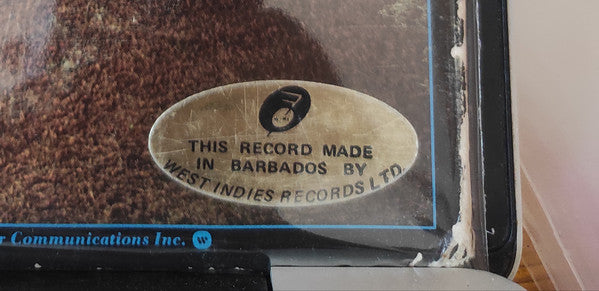 THIS RECORD MADE
IN BARBADOS BY
WEST INDIES RECORDS LTD.
Communications Inc.